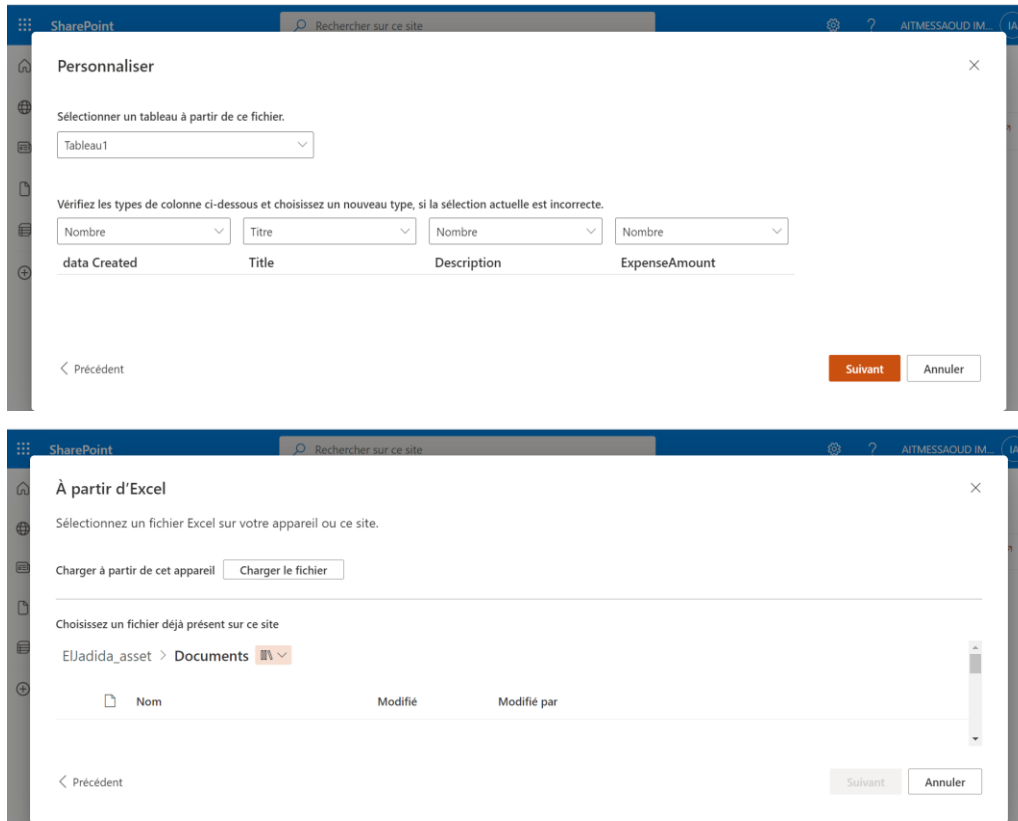 SharePoint Rechercher sur ce site ? AITMESSAOUD IM... IA
Personnaliser
Sélectionner un tableau à partir de ce fichier.
Tableau1
Vérifiez les types de colonne ci-dessous et choisissez un nouveau type, si la sélection actuelle est incorrecte.
Nombre Titre Nombre Nombre
data Created Title Description ExpenseAmount
Précédent Suivant Annuler
SharePoint Rechercher sur ce site ? AITMESSAOUD IM... IA
À partir d'Excel
Sélectionnez un fichier Excel sur votre appareil ou ce site.
Charger à partir de cet appareil Charger le fichier
Choisissez un fichier déjà présent sur ce site
ElJadida_asset > Documents
Nom Modifié Modifié par
Précédent Suivant Annuler